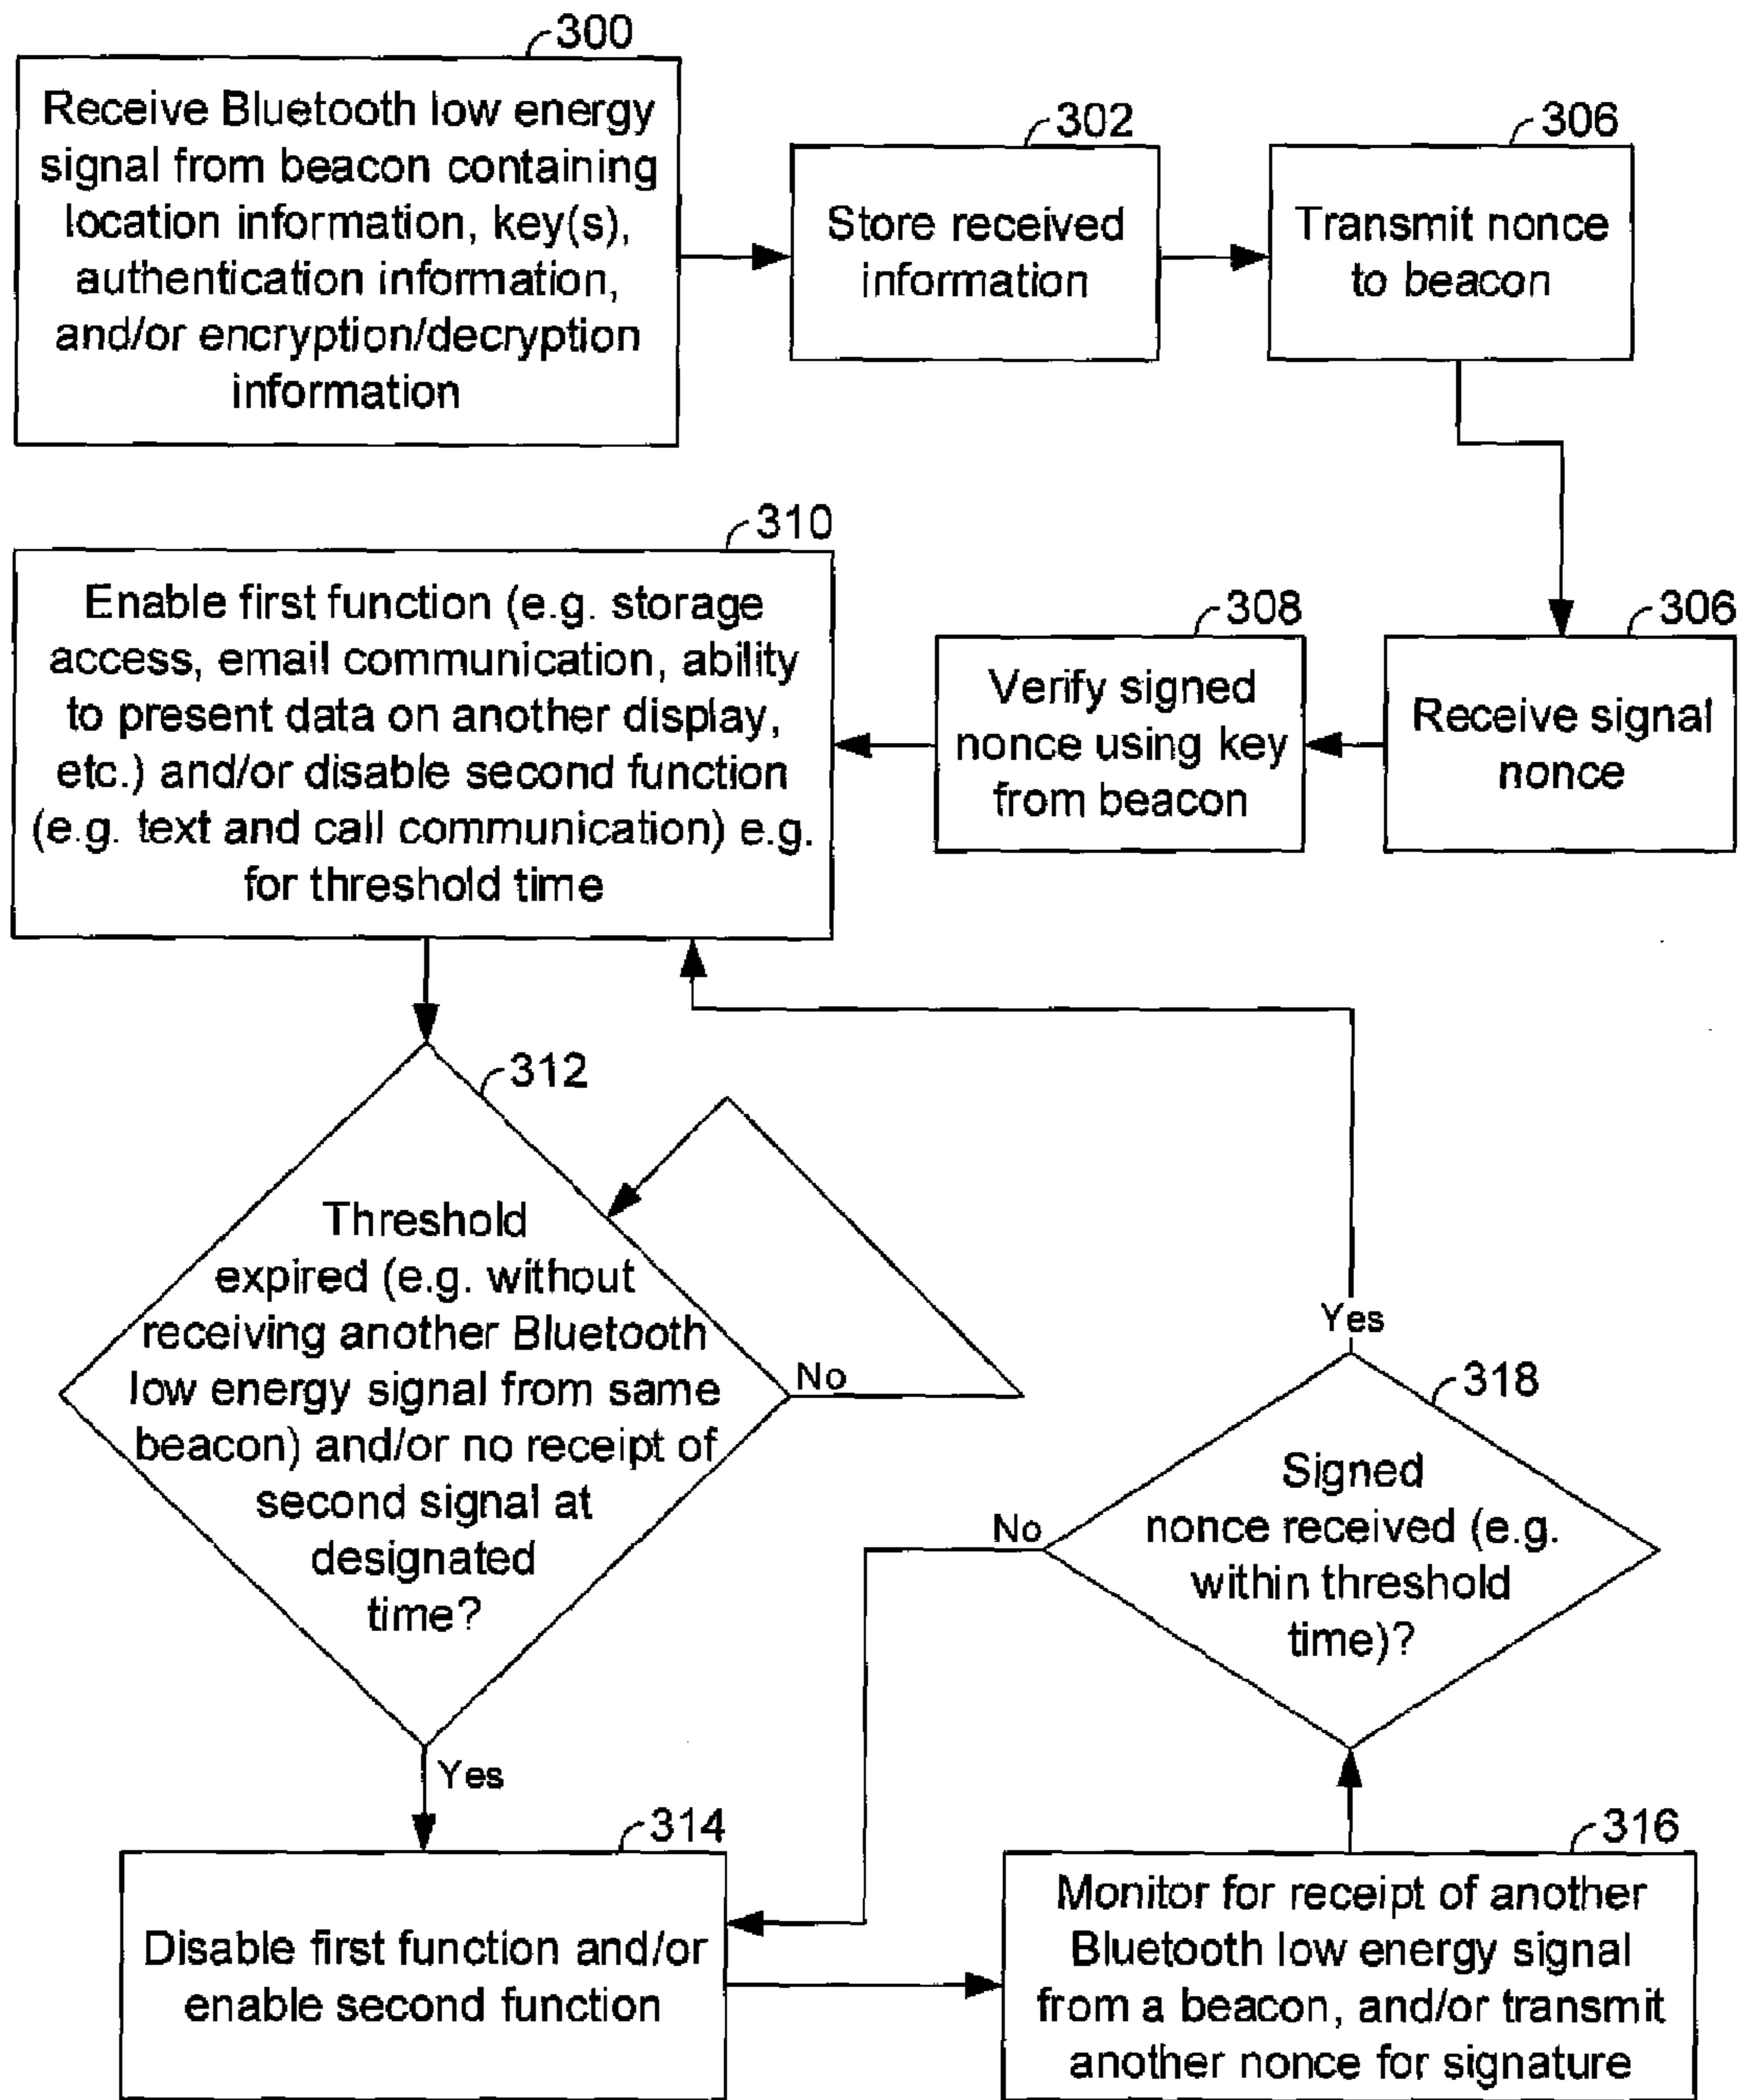 300
Receive Bluetooth low energy
signal from beacon containing
location information, key(s),
authentication information,
and/or encryption/decryption
information
302
Store received
information
306
Transmit nonce
to beacon
306
Receive signal
nonce
308
Verify signed
nonce using key
from beacon
310
Enable first function (e.g. storage
access, email communication, ability
to present data on another display,
etc.) and/or disable second function
(e.g. text and call communication) e.g.
for threshold time
312
Threshold
expired (e.g. without
receiving another Bluetooth
low energy signal from same
beacon) and/or no receipt of
second signal at
designated
time?
No
Yes
314
Disable first function and/or
enable second function
316
Monitor for receipt of another
Bluetooth low energy signal
from a beacon, and/or transmit
another nonce for signature
318
Signed
nonce received (e.g.
within threshold
time)?
Yes
No